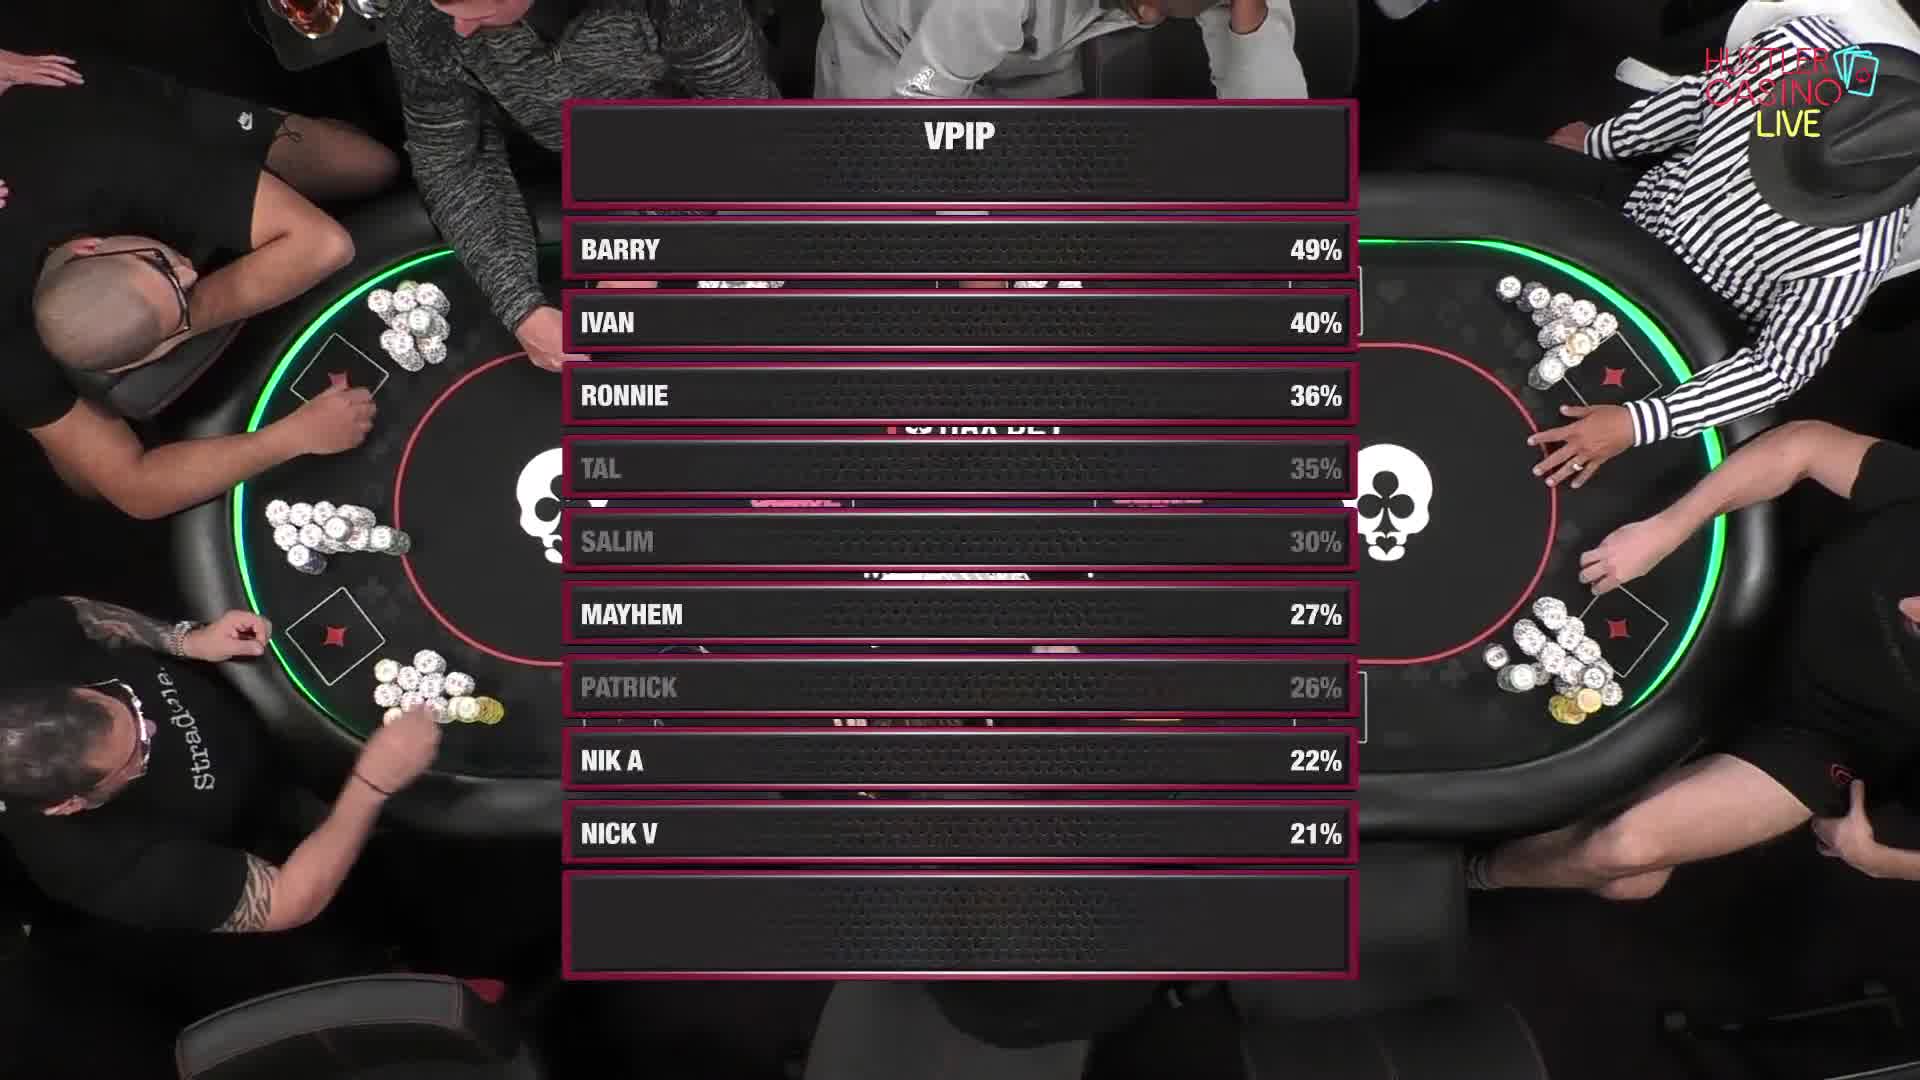 HUSTLER
CASINO
LIVE
VPIP
BARRY 49%
IVAN 40%
RONNIE 36%
TAL 35%
SALIM 30%
MAYHEM 27%
PATRICK 26%
NIK A 22%
NICK V 21%